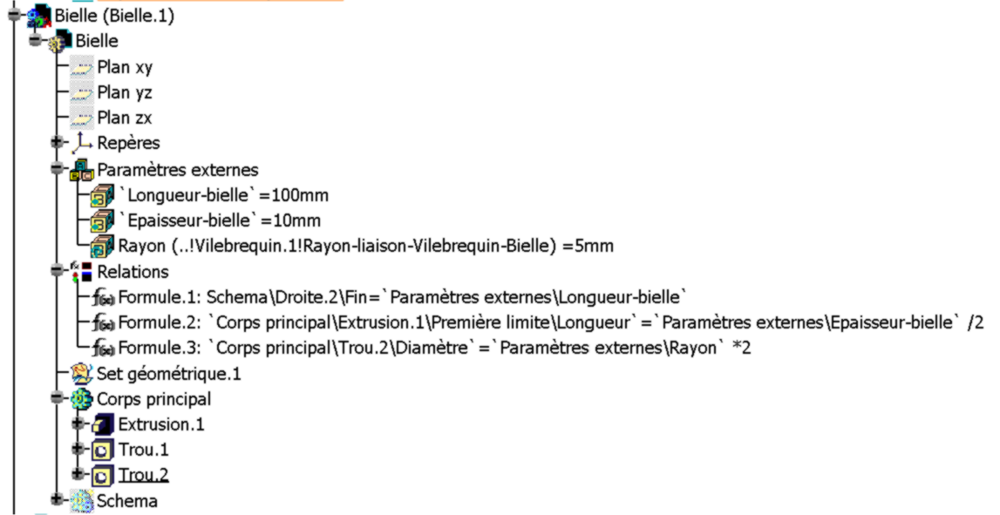 Bielle (Bielle.1)
Bielle
Plan xy
Plan yz
Plan zx
Repères
Paramètres externes
`Longueur-bielle`=100mm
`Epaisseur-bielle`=10mm
Rayon (..!Vilebrequin.1!Rayon-liaison-Vilebrequin-Bielle) =5mm
Relations
Formule.1: Schema\Droite.2\Fin=`Paramètres externes\Longueur-bielle`
Formule.2: `Corps principal\Extrusion.1\Première limite\Longueur`=`Paramètres externes\Epaisseur-bielle` /2
Formule.3: `Corps principal\Trou.2\Diamètre`=`Paramètres externes\Rayon` *2
Set géométrique.1
Corps principal
Extrusion.1
Trou.1
Trou.2
Schema